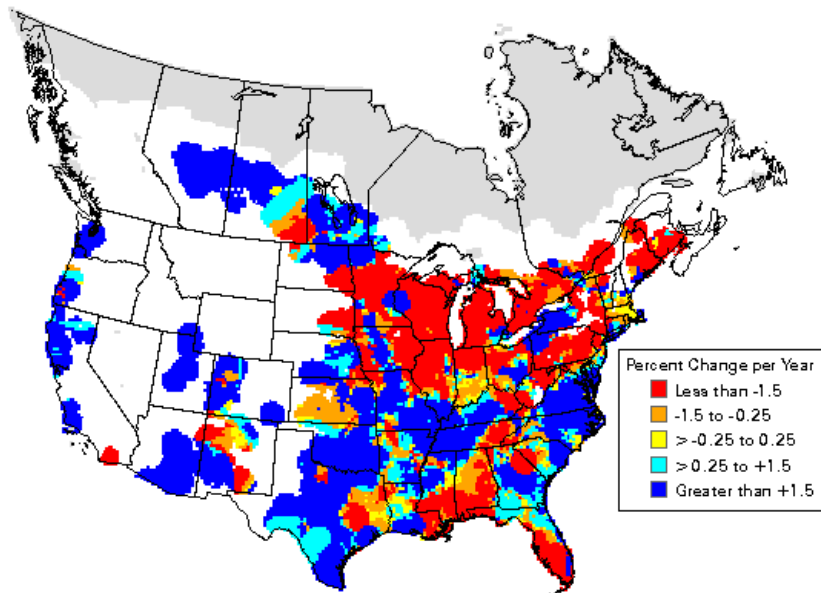 Percent Change per Year
Less than -1.5
-1.5 to -0.25
>-0.25 to 0.25
>0.25 to +1.5
Greater than +1.5